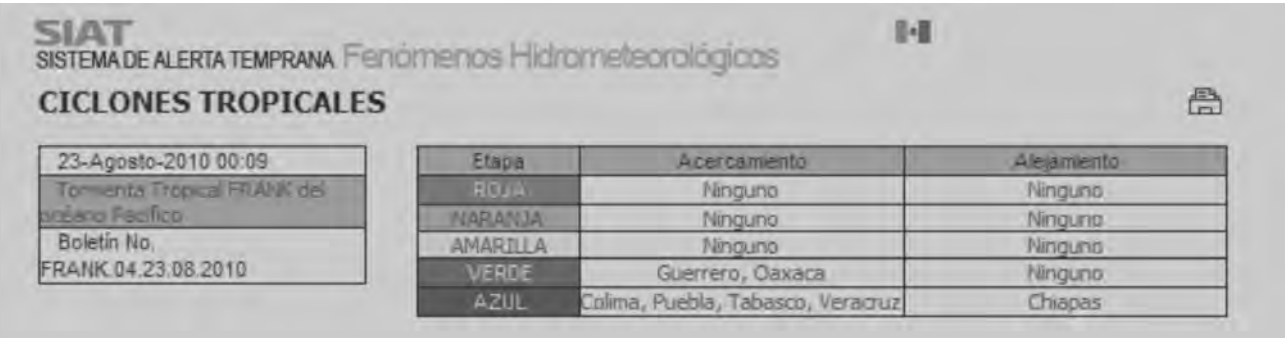 SIAT
SISTEMA DE ALERTA TEMPRANA Fenómenos Hidrometeorológicos
CICLONES TROPICALES
23-Agosto-2010 00:09
Tormenta Tropical FRANK del
océano Pacífico
Boletín No.
FRANK.04.23.08.2010
Etapa Acercamiento Alejamiento
ROJA Ninguno Ninguno
NARANJA Ninguno Ninguno
AMARILLA Ninguno Ninguno
VERDE Guerrero, Oaxaca Ninguno
AZUL Colima, Puebla, Tabasco, Veracruz Chiapas